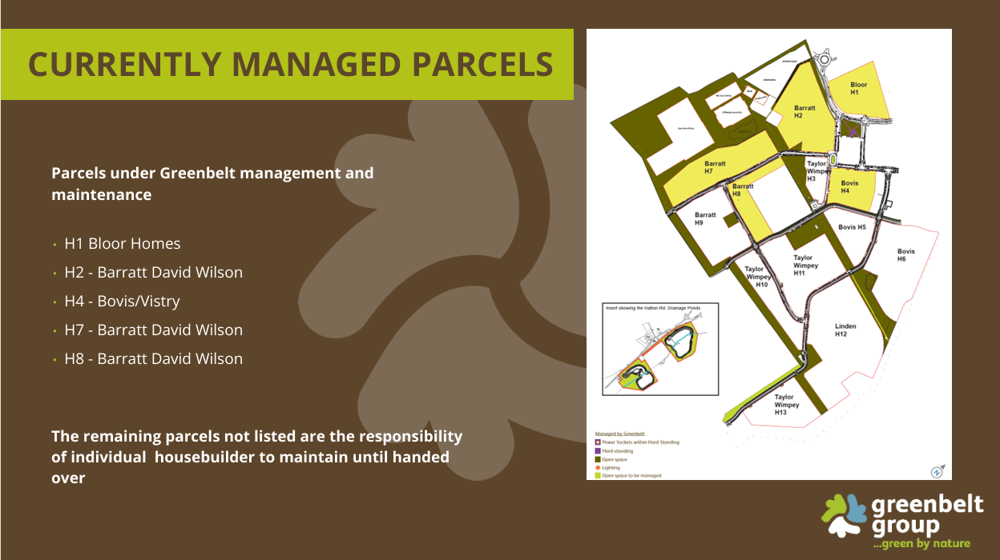 CURRENTLY MANAGED PARCELS
Parcels under Greenbelt management and
maintenance
• H1 Bloor Homes
• H2 - Barratt David Wilson
• H4 - Bovis/Vistry
• H7 - Barratt David Wilson
• H8 - Barratt David Wilson
The remaining parcels not listed are the responsibility
of individual  housebuilder to maintain until handed
over
Bloor
H1
Barratt
H2
Taylor
Wimpey
H3
Barratt
H7
Barratt
H8
Bovis
H4
Barratt
H9
Bovis H5
Bovis
H6
Taylor
Wimpey
H10
Taylor
Wimpey
H11
Linden
H12
Taylor
Wimpey
H13
Insert showing the Halton Rd. Drainage Ponds
Managed by Greenbelt
Power Sockets within Hard Standing
Hard-standing
Open space
Lighting
Open space to be managed
N
greenbelt
group
...green by nature